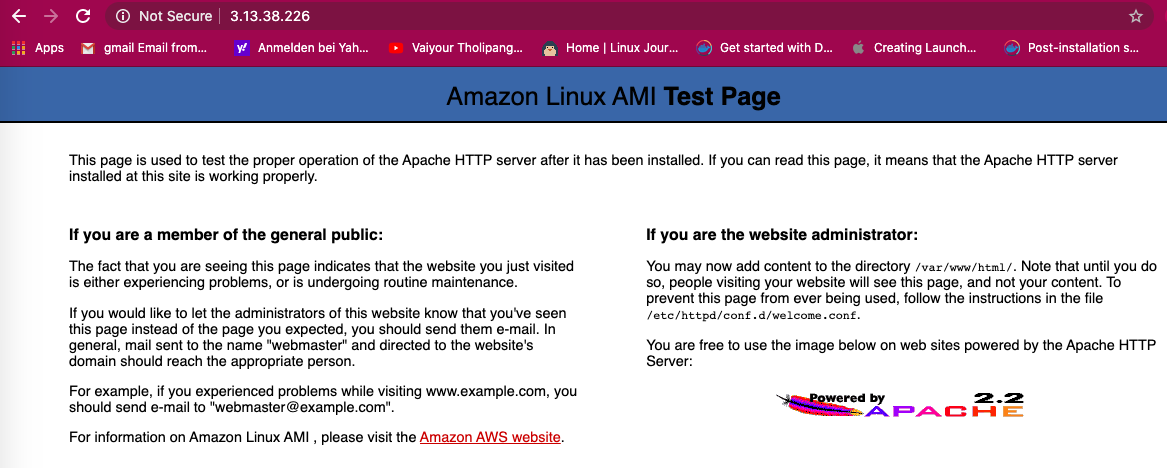 Not Secure 3.13.38.226
Apps gmail Email from... Anmelden bei Yah... Vaiyour Tholipang... Home | Linux Jour... Get started with D... Creating Launch... Post-installation s...
Amazon Linux AMI Test Page
This page is used to test the proper operation of the Apache HTTP server after it has been installed. If you can read this page, it means that the Apache HTTP server
installed at this site is working properly.
If you are a member of the general public:
The fact that you are seeing this page indicates that the website you just visited
is either experiencing problems, or is undergoing routine maintenance.
If you would like to let the administrators of this website know that you've seen
this page instead of the page you expected, you should send them e-mail. In
general, mail sent to the name "webmaster" and directed to the website's
domain should reach the appropriate person.
For example, if you experienced problems while visiting www.example.com, you
should send e-mail to "webmaster@example.com".
For information on Amazon Linux AMI , please visit the Amazon AWS website.
If you are the website administrator:
You may now add content to the directory /var/www/html/. Note that until you do
so, people visiting your website will see this page, and not your content. To
prevent this page from ever being used, follow the instructions in the file
/etc/httpd/conf.d/welcome.conf.
You are free to use the image below on web sites powered by the Apache HTTP
Server:
Powered by 2.2
APACHE